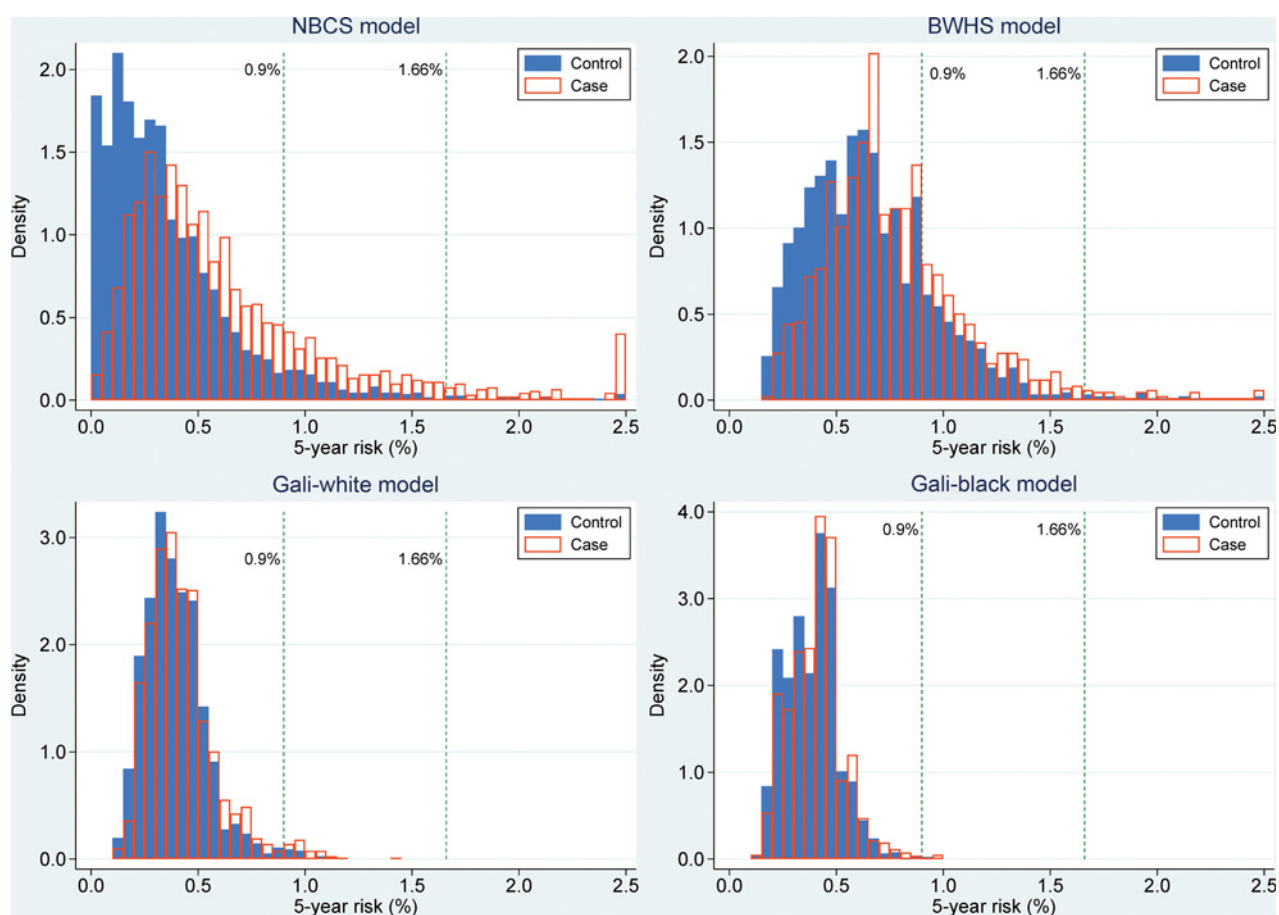 NBCS model
2.0
1.5
1.0
0.5
0.0
Density
0.9%
1.66%
Control
Case
0.0 0.5 1.0 1.5 2.0 2.5
5-year risk (%)
BWHS model
2.0
1.5
1.0
0.5
0.0
Density
0.9%
1.66%
Control
Case
0.0 0.5 1.0 1.5 2.0 2.5
5-year risk (%)
Gali-white model
3.0
2.0
1.0
0.0
Density
0.9%
1.66%
Control
Case
0.0 0.5 1.0 1.5 2.0 2.5
5-year risk (%)
Gali-black model
4.0
3.0
2.0
1.0
0.0
Density
0.9%
1.66%
Control
Case
0.0 0.5 1.0 1.5 2.0 2.5
5-year risk (%)